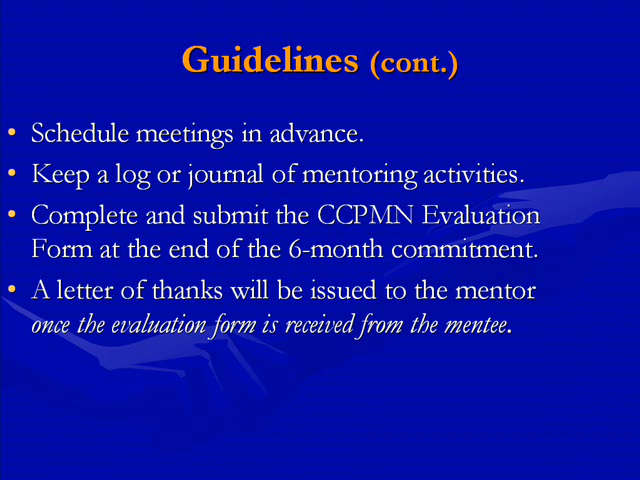 Guidelines (cont.)
• Schedule meetings in advance.
• Keep a log or journal of mentoring activities.
• Complete and submit the CCPMN Evaluation
Form at the end of the 6-month commitment.
• A letter of thanks will be issued to the mentor
once the evaluation form is received from the mentee.